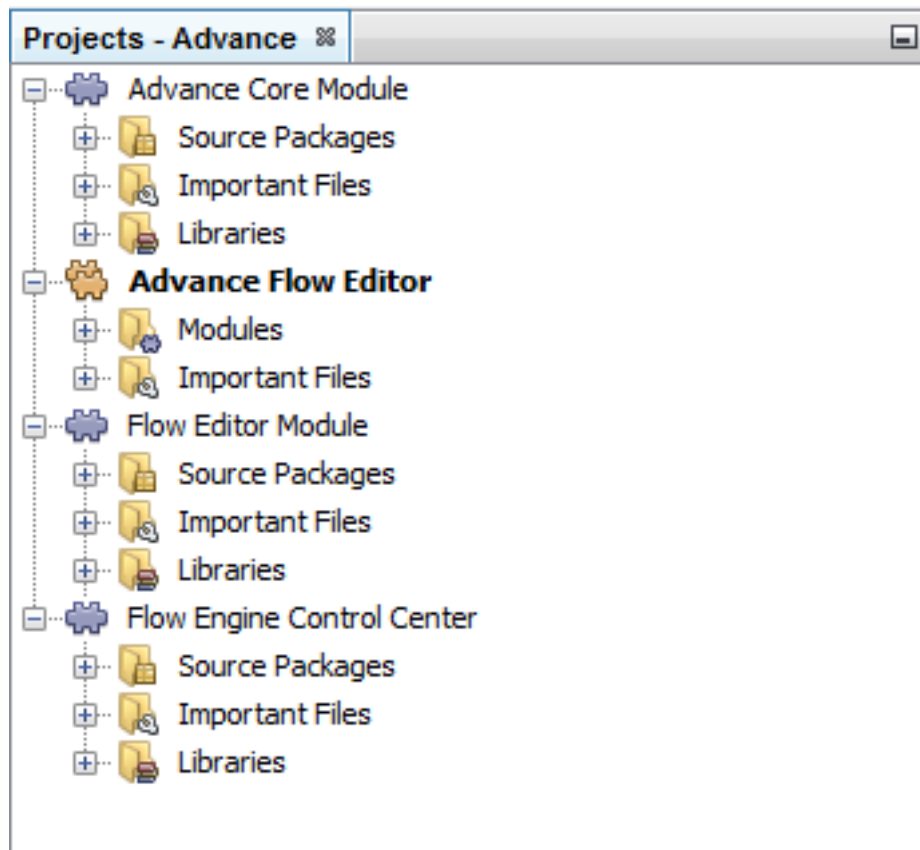 Projects - Advance
Advance Core Module
Source Packages
Important Files
Libraries
Advance Flow Editor
Modules
Important Files
Flow Editor Module
Source Packages
Important Files
Libraries
Flow Engine Control Center
Source Packages
Important Files
Libraries